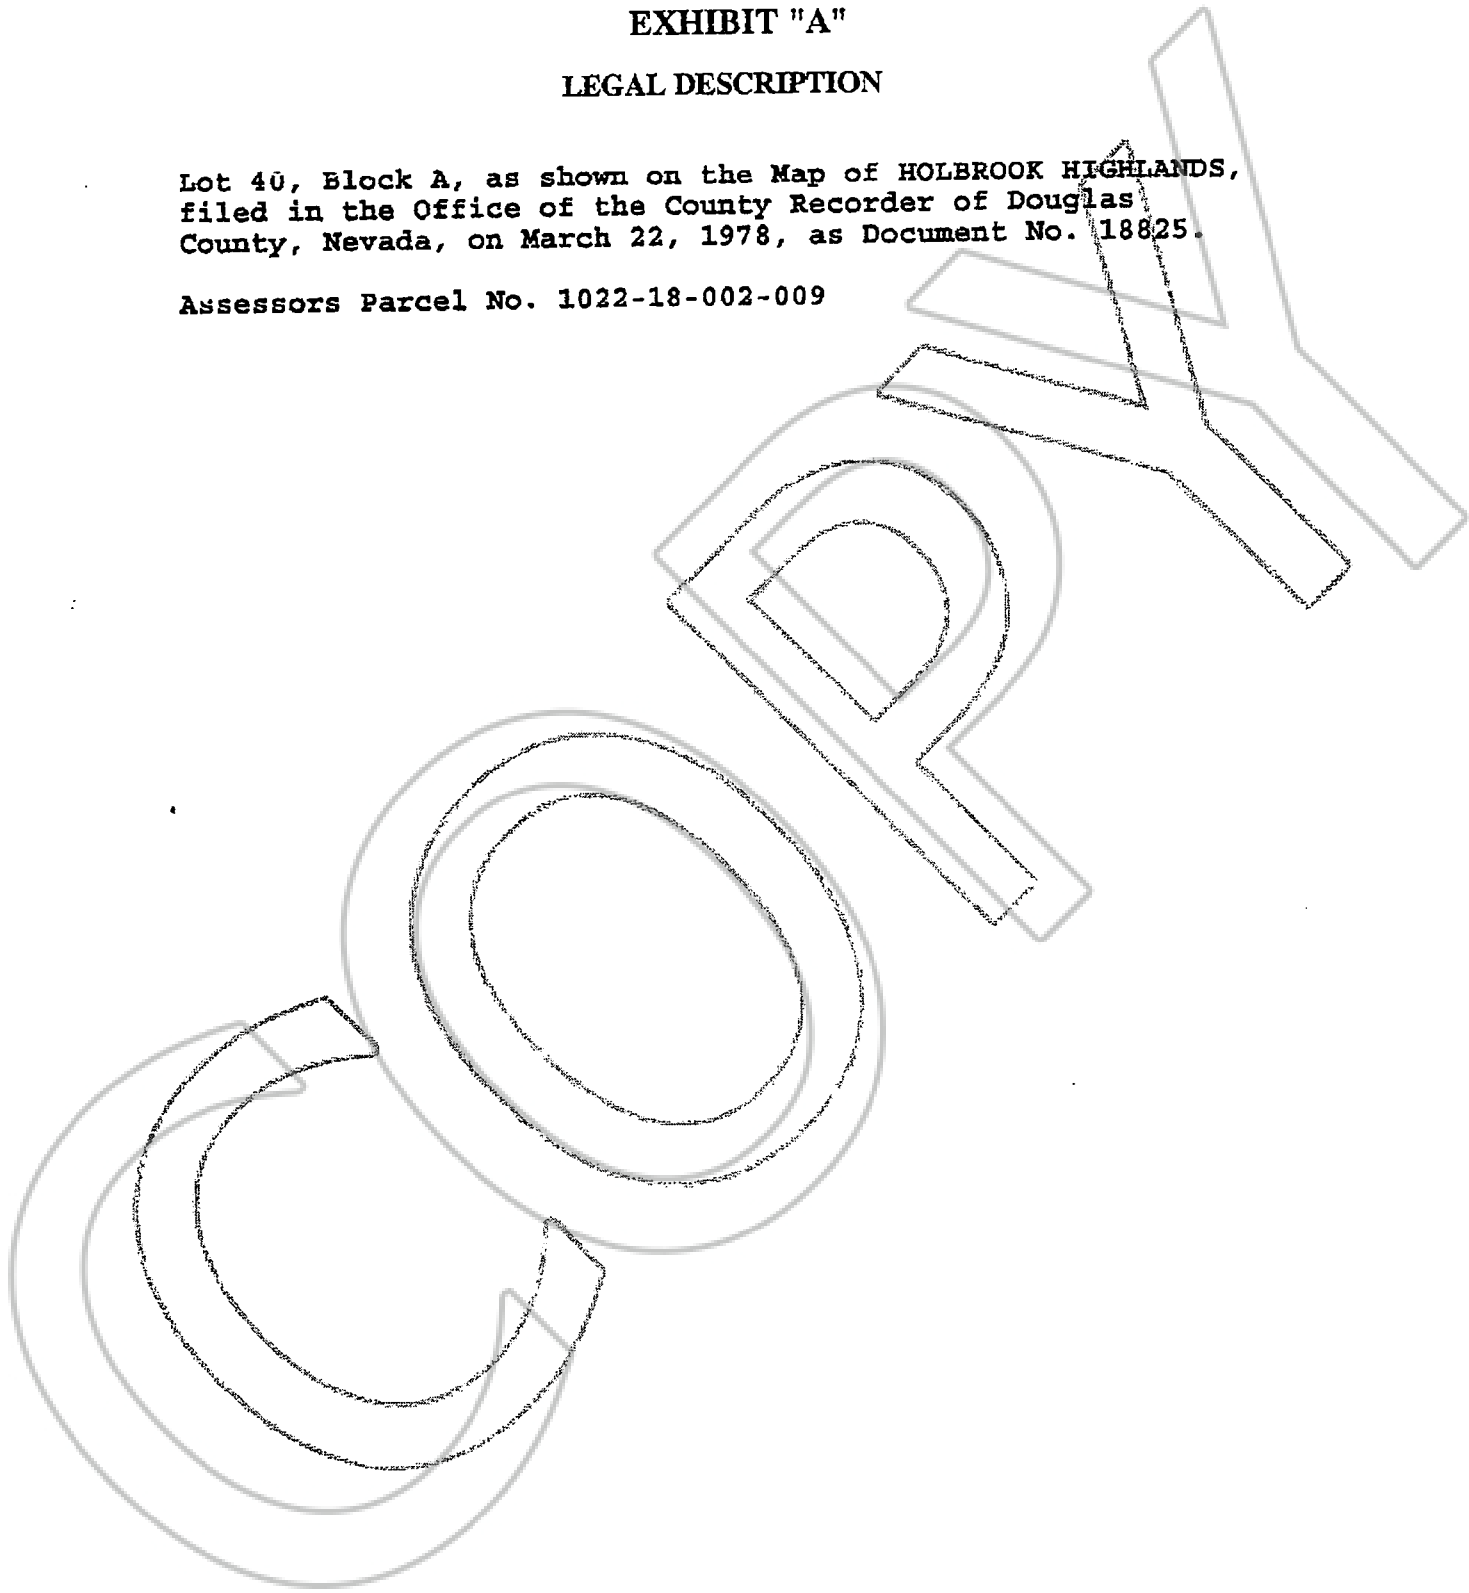 EXHIBIT "A"
LEGAL DESCRIPTION
Lot 40, Block A, as shown on the Map of HOLBROOK HIGHLANDS,
filed in the Office of the County Recorder of Douglas
County, Nevada, on March 22, 1978, as Document No. 18825.
Assessors Parcel No. 1022-18-002-009
COPY
COPY